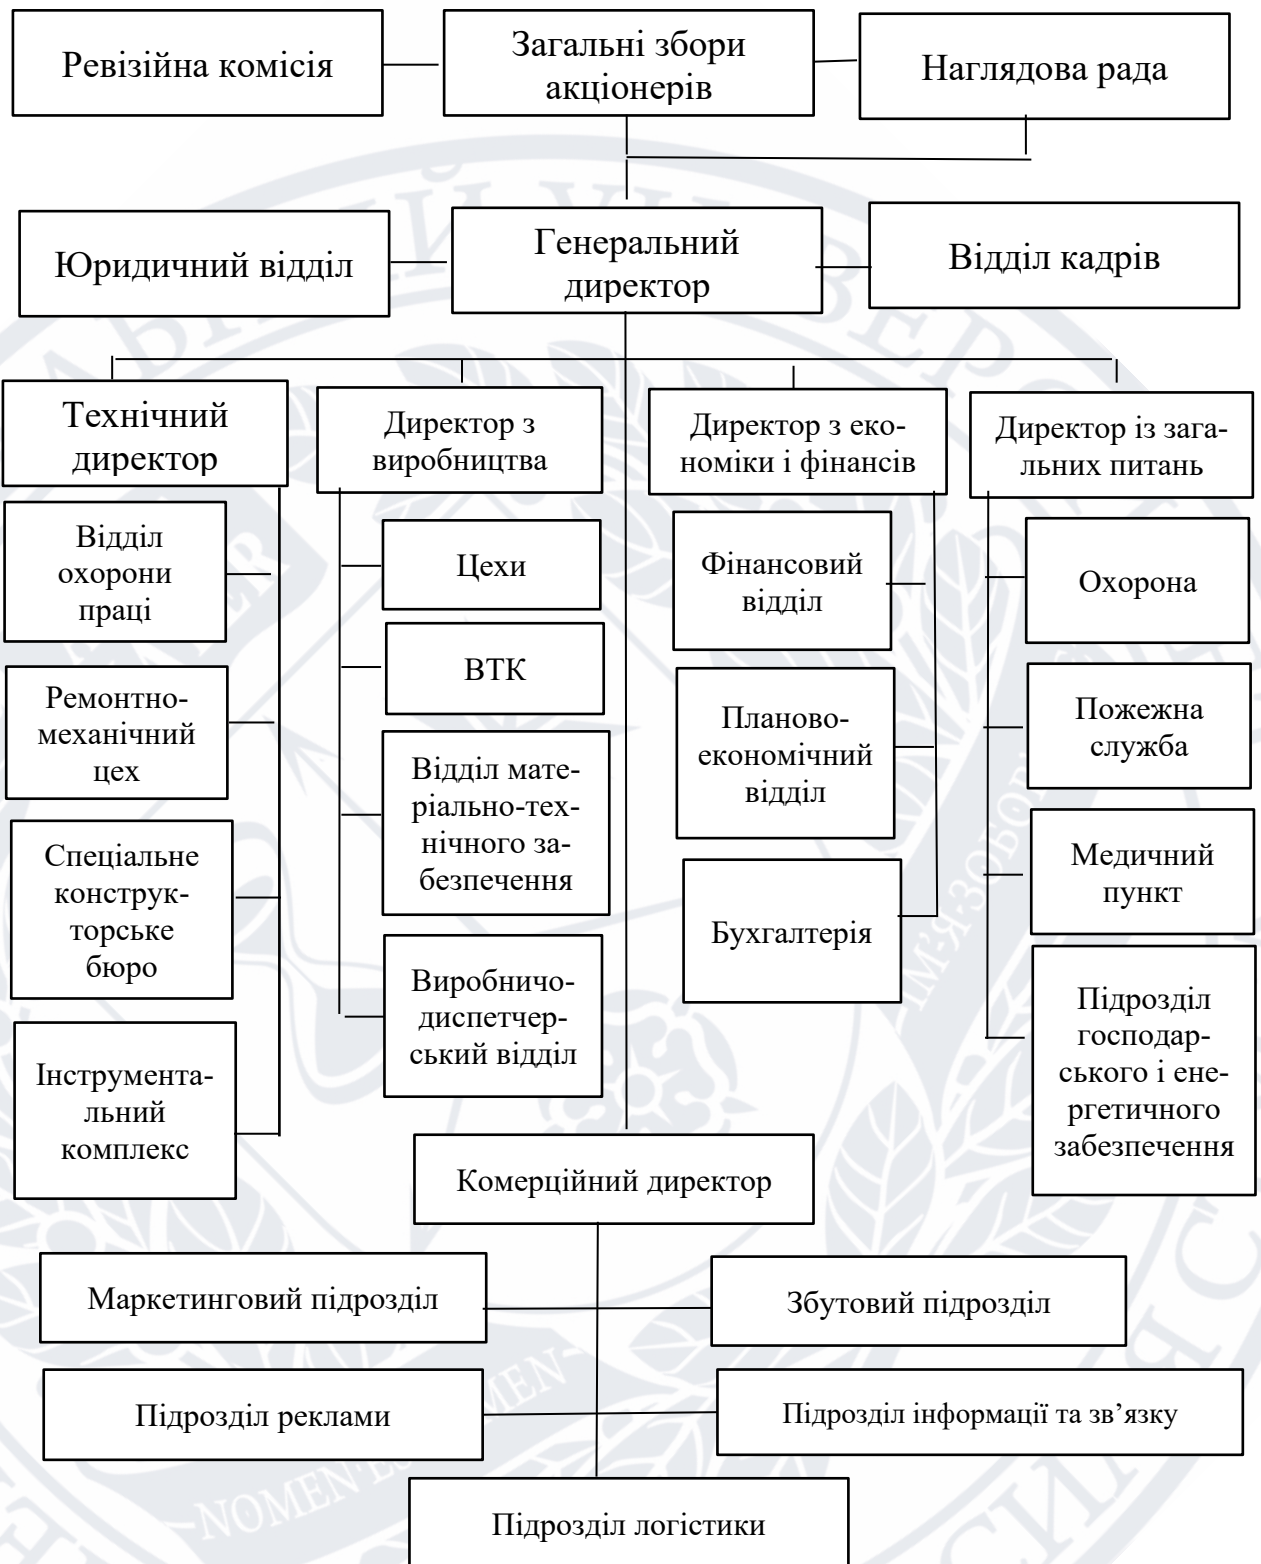 Ревізійна комісія
Загальні збори
акціонерів
Наглядова рада
Юридичний відділ
Генеральний
директор
Відділ кадрів
Технічний
директор
Директор з
виробництва
Директор з еко-
номіки і фінансів
Директор із зага-
льних питань
Відділ
охорони
праці
Ремонтно-
механічний
цех
Спеціальне
конструк-
торське
бюро
Інструмента-
льний
комплекс
Цехи
ВТК
Відділ мате-
ріально-тех-
нічного за-
безпечення
Виробничо-
диспетчер-
ський відділ
Фінансовий
відділ
Планово-
економічний
відділ
Бухгалтерія
Охорона
Пожежна
служба
Медичний
пункт
Підрозділ
господар-
ського і ене-
ргетичного
забезпечення
Комерційний директор
Маркетинговий підрозділ
Збутовий підрозділ
Підрозділ реклами
Підрозділ інформації та зв’язку
Підрозділ логістики